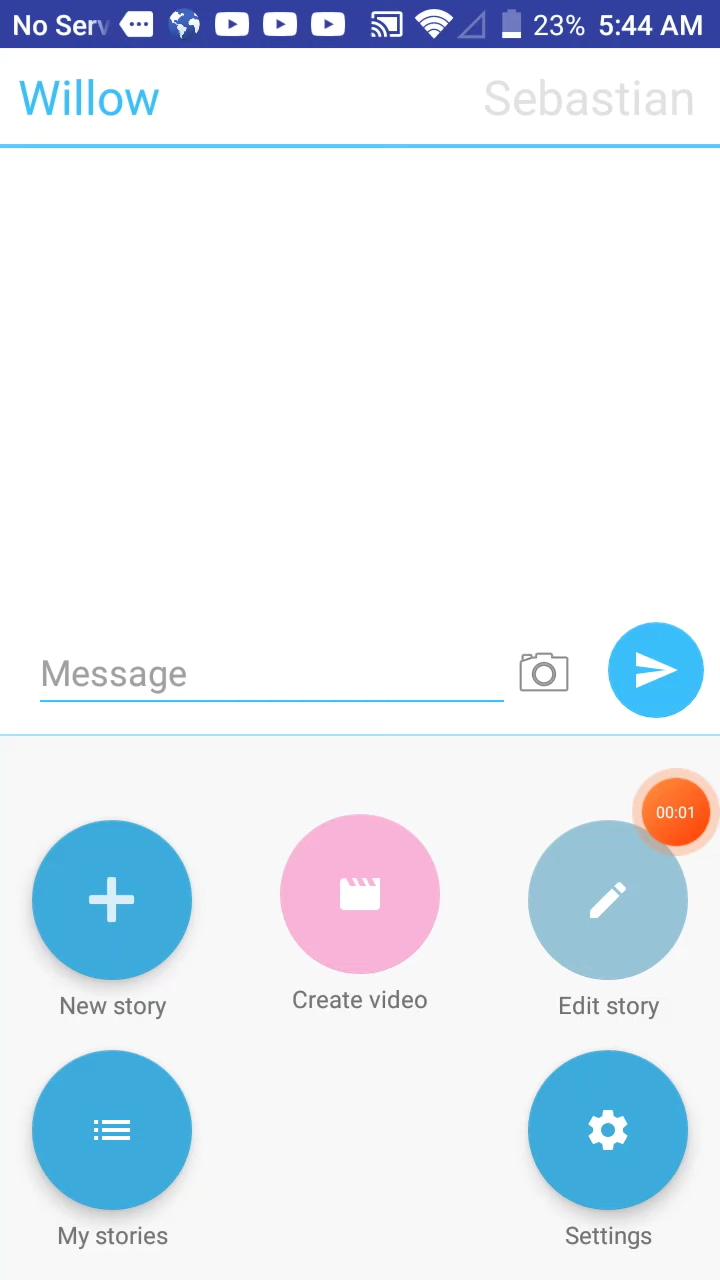 No Serv 23% 5:44 AM
Willow Sebastian
Message
00:01
New story Create video Edit story
My stories Settings